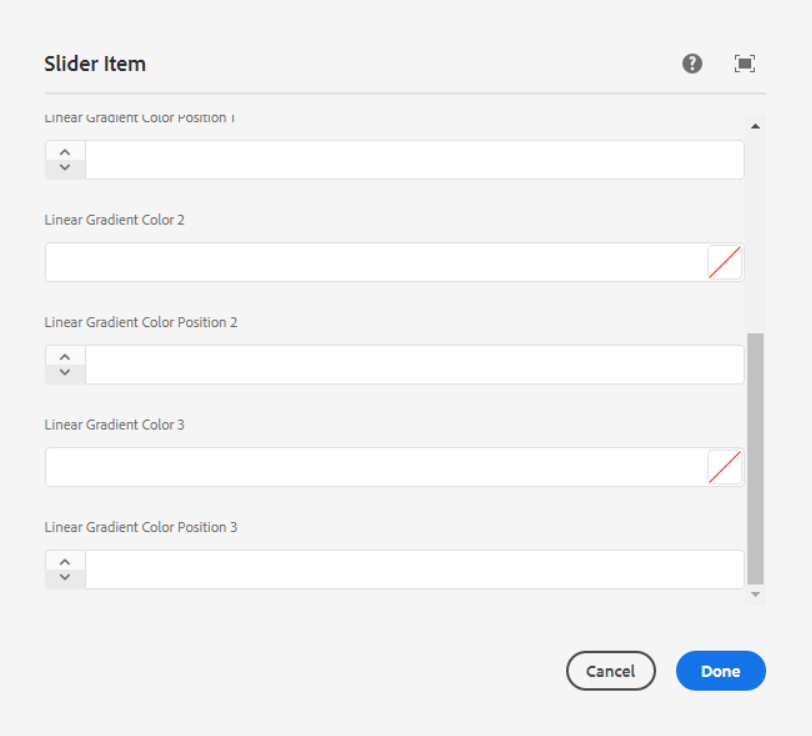 Slider Item
Linear Gradient Color Position 1
Linear Gradient Color 2
Linear Gradient Color Position 2
Linear Gradient Color 3
Linear Gradient Color Position 3
Cancel
Done